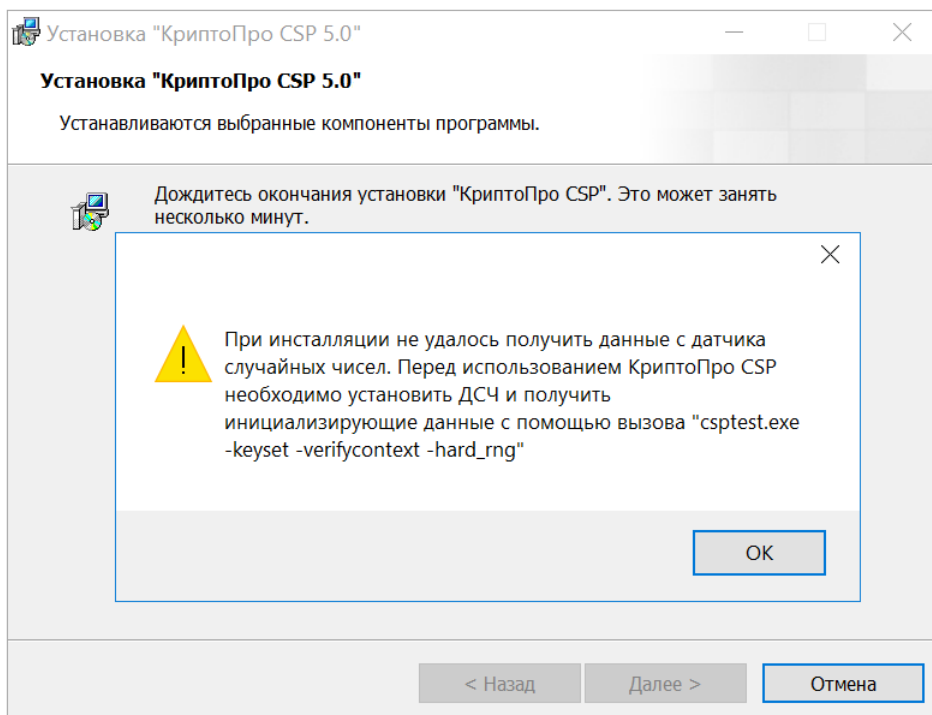 Установка "КриптоПро CSP 5.0"
Установка "КриптоПро CSP 5.0"
Устанавливаются выбранные компоненты программы.
Дождитесь окончания установки "КриптоПро CSP". Это может занять
несколько минут.
При инсталляции не удалось получить данные с датчика
случайных чисел. Перед использованием КриптоПро CSP
необходимо установить ДСЧ и получить
инициализирующие данные с помощью вызова "csptest.exe
-keyset -verifycontext -hard_rng"
ОК
< Назад
Далее >
Отмена